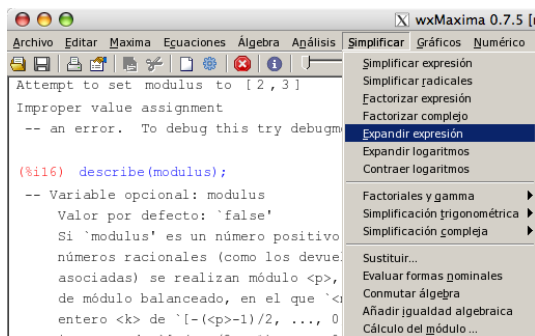 wxMaxima 0.7.5 [
Archivo Editar Maxima Ecuaciones Álgebra Análisis Simplificar Gráficos Numérico
Attempt to set modulus to [2,3]
Improper value assignment
-- an error. To debug this try debugm
(%i16) describe(modulus);
-- Variable opcional: modulus
Valor por defecto: `false'
Si `modulus' es un número positivo
números racionales (como los devue
asociadas) se realizan módulo <p>,
de módulo balanceado, en el que `<
entero <k> de `[-(<p>-1)/2, ..., 0
Simplificar expresión
Simplificar radicales
Factorizar expresión
Factorizar complejo
Expandir expresión
Expandir logaritmos
Contraer logaritmos
Factoriales y gamma
Simplificación trigonométrica
Simplificación compleja
Sustituir...
Evaluar formas nominales
Conmutar álgebra
Añadir igualdad algebraica
Cálculo del módulo ...